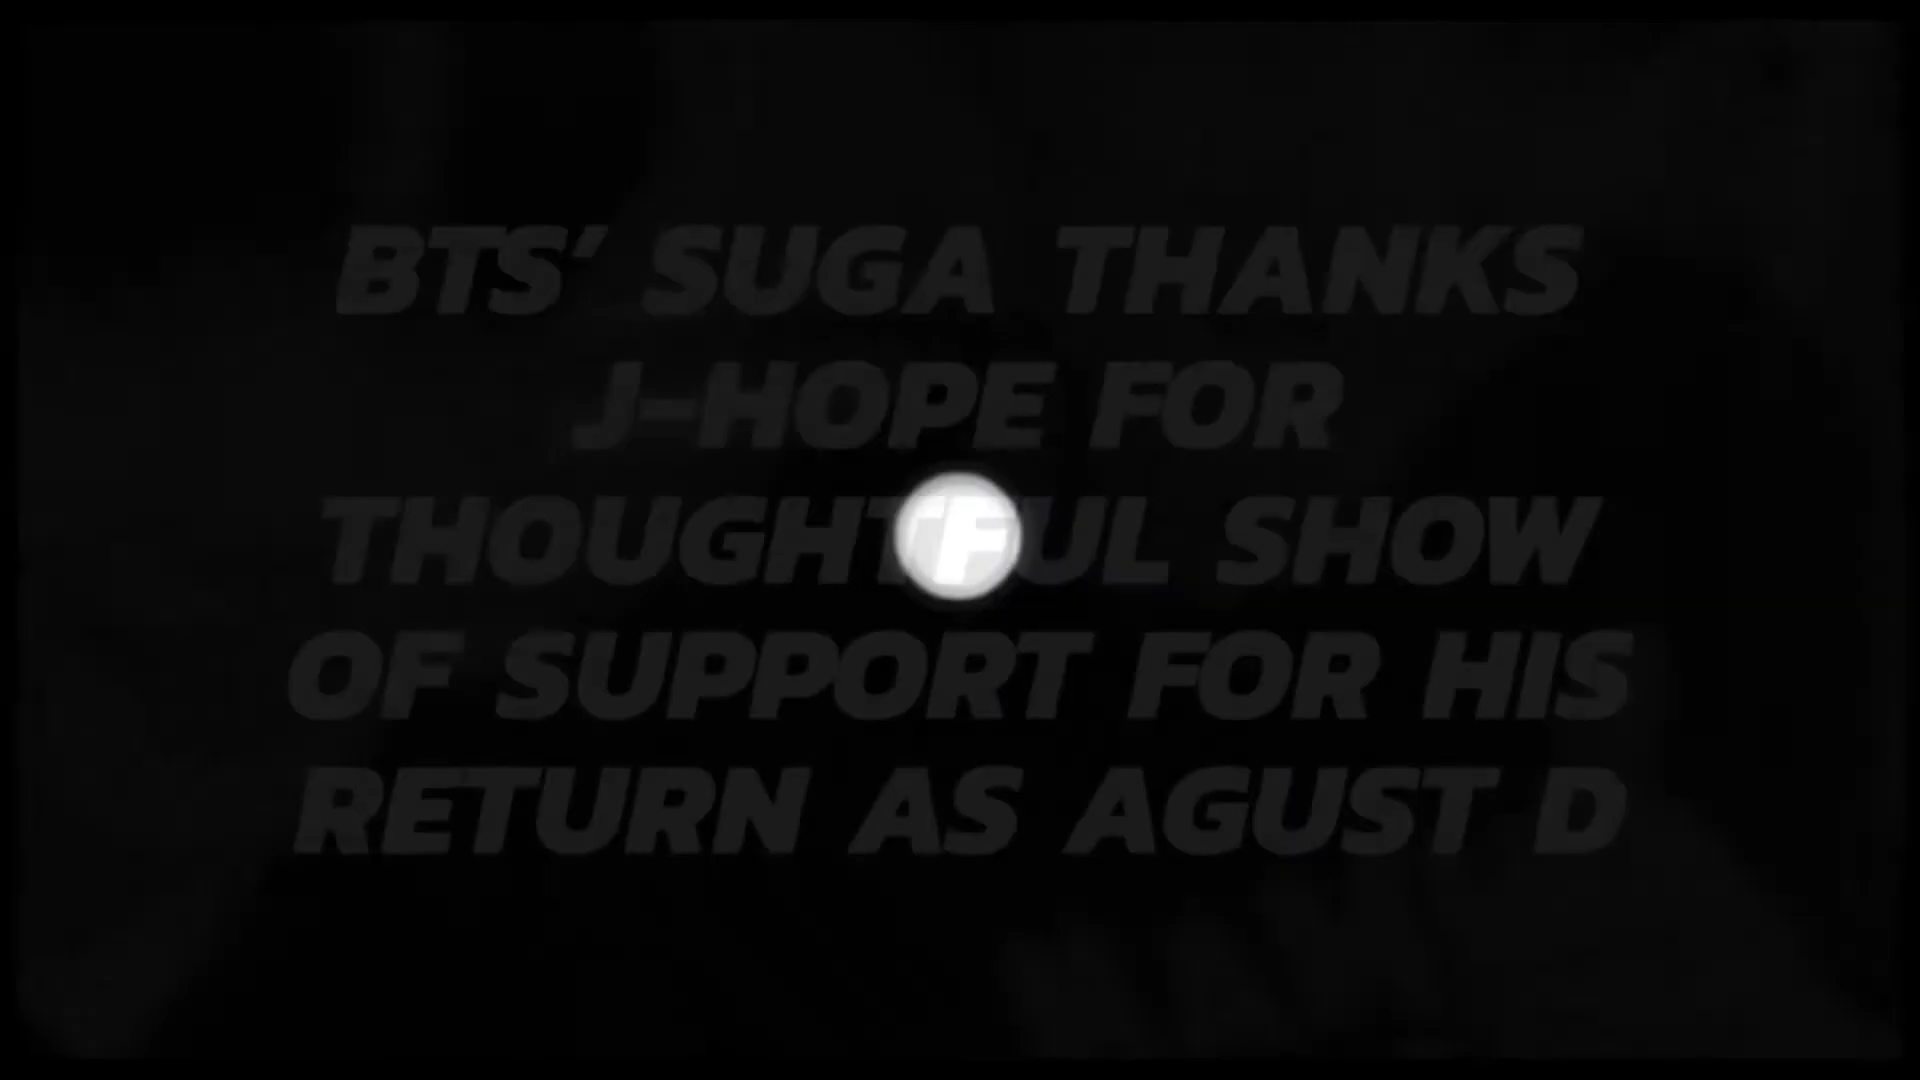 BTS' SUGA THANKS
J-HOPE FOR
THOUGHTFUL SHOW
OF SUPPORT FOR HIS
RETURN AS AGUST D